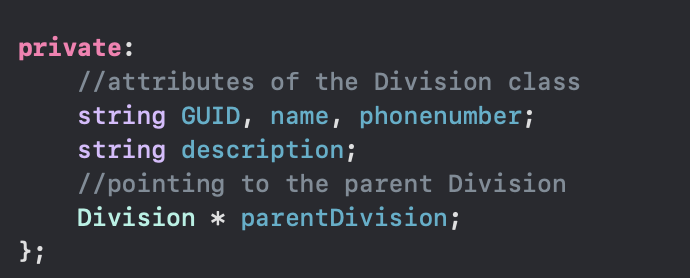 private:
    //attributes of the Division class
    string GUID, name, phonenumber;
    string description;
    //pointing to the parent Division
    Division * parentDivision;
};